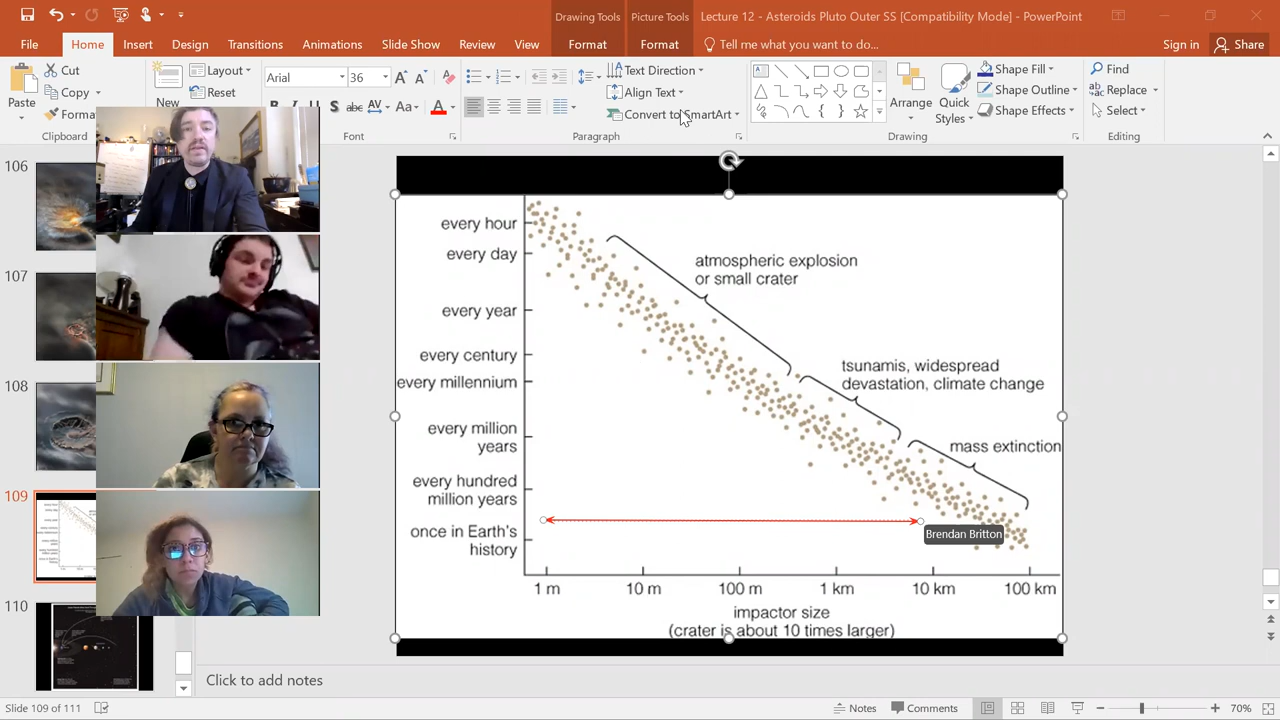 Drawing Tools Picture Tools Lecture 12 - Asteroids Pluto Outer SS [Compatibility Mode] - PowerPoint
File Home Insert Design Transitions Animations Slide Show Review View Format Format Tell me what you want to do... Sign in Share
Cut Layout Arial 36 Text Direction Shape Fill Find
Paste Copy New Reset Align Text Arrange Quick Styles Shape Outline Replace
Forma B I U S abc AV Aa A Convert to SmartArt Shape Effects Select
Clipboard Font Paragraph Drawing Editing
106
107
108
109
110
every hour
every day
every year
every century
every millennium
every million
years
every hundred
million years
once in Earth's
history
atmospheric explosion
or small crater
tsunamis, widespread
devastation, climate change
mass extinction
Brendan Britton
1 m 10 m 100 m 1 km 10 km 100 km
impactor size
(crater is about 10 times larger)
Click to add notes
Slide 109 of 111 Notes Comments 70%